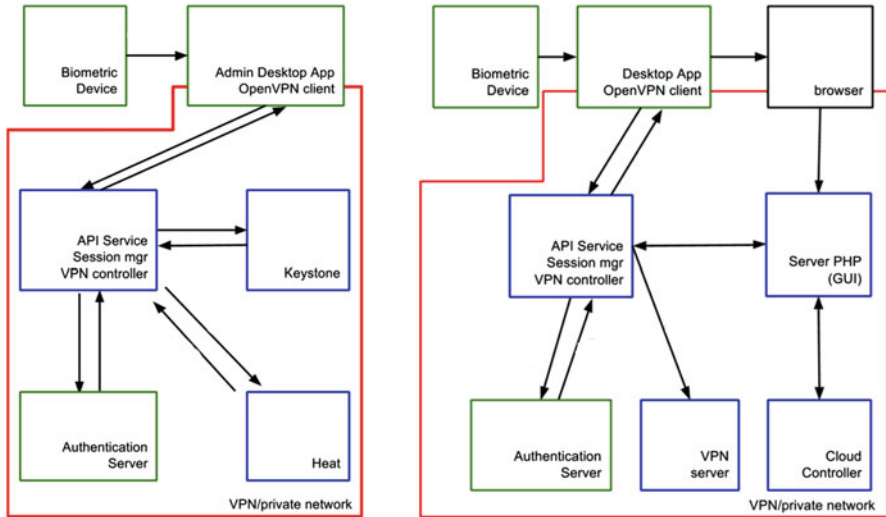 Biometric
Device
Admin Desktop App
OpenVPN client
API Service
Session mgr
VPN controller
Keystone
Authentication
Server
Heat
VPN/private network
Biometric
Device
Desktop App
OpenVPN client
browser
API Service
Session mgr
VPN controller
Server PHP
(GUI)
Authentication
Server
VPN
server
Cloud
Controller
VPN/private network